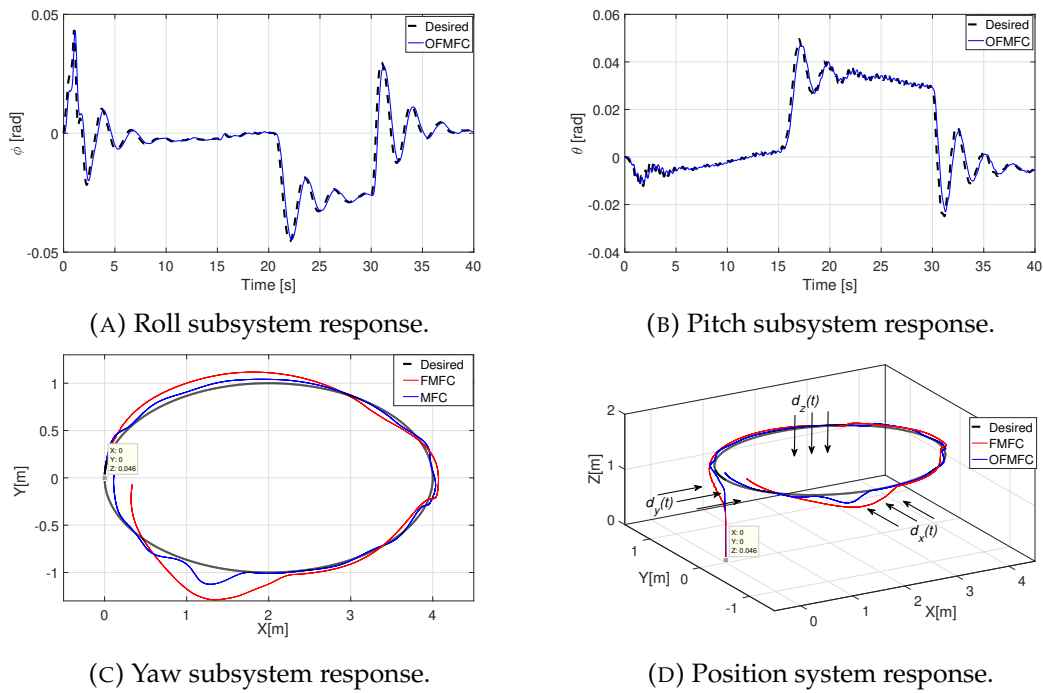 0.05
0
-0.05
ϕ [rad]
0 5 10 15 20 25 30 35 40
Time [s]
Desired
OFMFC
(A) Roll subsystem response.
0.06
0.04
0.02
0
-0.02
-0.04
θ [rad]
0 5 10 15 20 25 30 35 40
Time [s]
Desired
OFMFC
(B) Pitch subsystem response.
1
0.5
0
-0.5
-1
Y[m]
0 1 2 3 4
X[m]
Desired
FMFC
MFC
X: 0
Y: 0
Z: 0.046
(C) Yaw subsystem response.
2
1
0
Z[m]
1
0
-1
Y[m]
0 1 2 3 4
X[m]
Desired
FMFC
OFMFC
d_z(t)
d_y(t)
d_x(t)
X: 0
Y: 0
Z: 0.046
(D) Position system response.